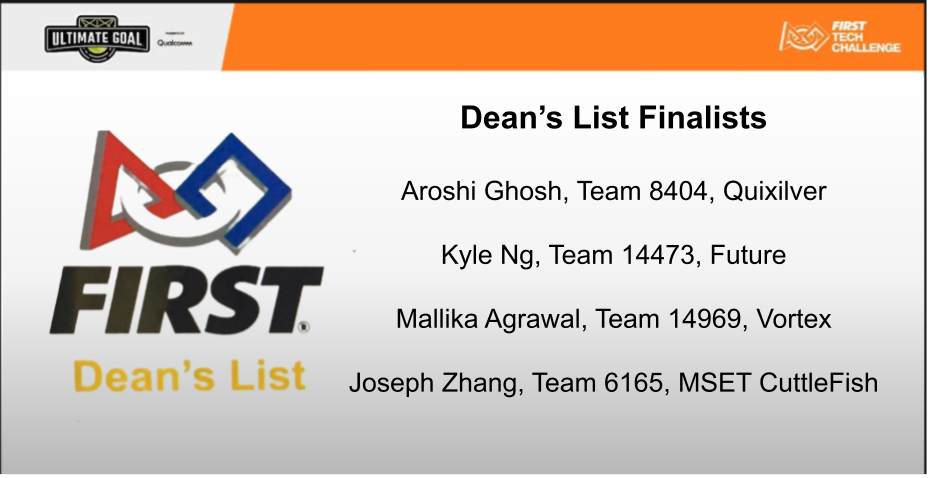 ULTIMATE GOAL
Qualcomm
FIRST
TECH
CHALLENGE
Dean's List Finalists
Aroshi Ghosh, Team 8404, Quixilver
Kyle Ng, Team 14473, Future
Mallika Agrawal, Team 14969, Vortex
Joseph Zhang, Team 6165, MSET CuttleFish
FIRST®
Dean's List